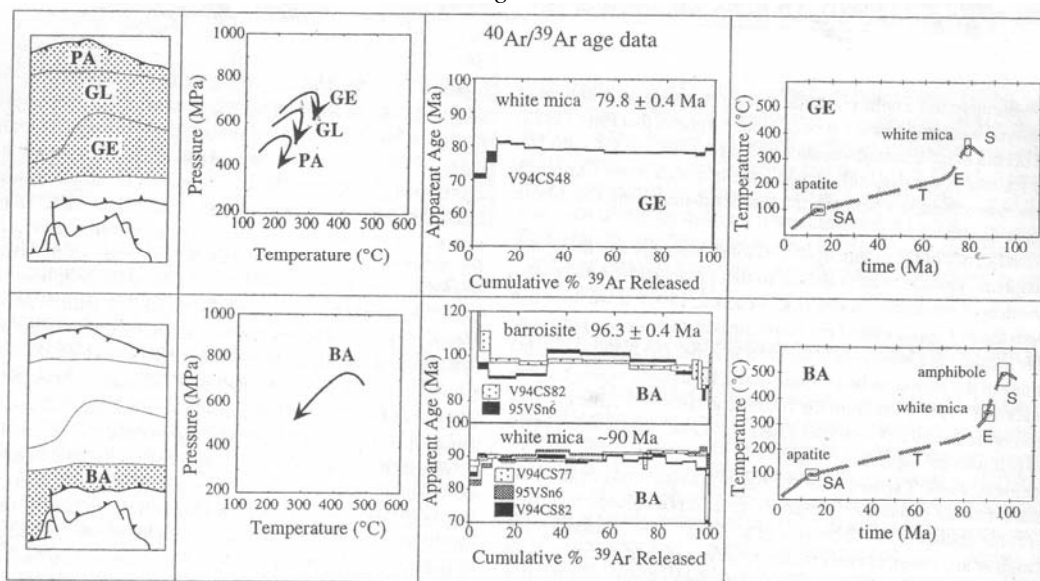 PA
GL
GE
Pressure (MPa)
1000
800
600
400
200
GE
GL
PA
100 200 300 400 500 600
Temperature (°C)
40Ar/39Ar age data
Apparent Age (Ma)
100
90
80
70
60
50
white mica 79.8 ± 0.4 Ma
V94CS48
GE
0 20 40 60 80 100
Cumulative % 39Ar Released
Temperature (°C)
500
400
300
200
100
GE
white mica
S
E
T
apatite
SA
0 20 40 60 80 100
time (Ma)
BA
Pressure (MPa)
1000
800
600
400
200
BA
100 200 300 400 500 600
Temperature (°C)
Apparent Age (Ma)
120
100
80
barroisite 96.3 ± 0.4 Ma
V94CS82
95VSn6
BA
100
90
80
70
white mica ~90 Ma
V94CS77
95VSn6
V94CS82
BA
0 20 40 60 80 100
Cumulative % 39Ar Released
Temperature (°C)
500
400
300
200
100
BA
amphibole
S
white mica
E
T
apatite
SA
0 20 40 60 80 100
time (Ma)